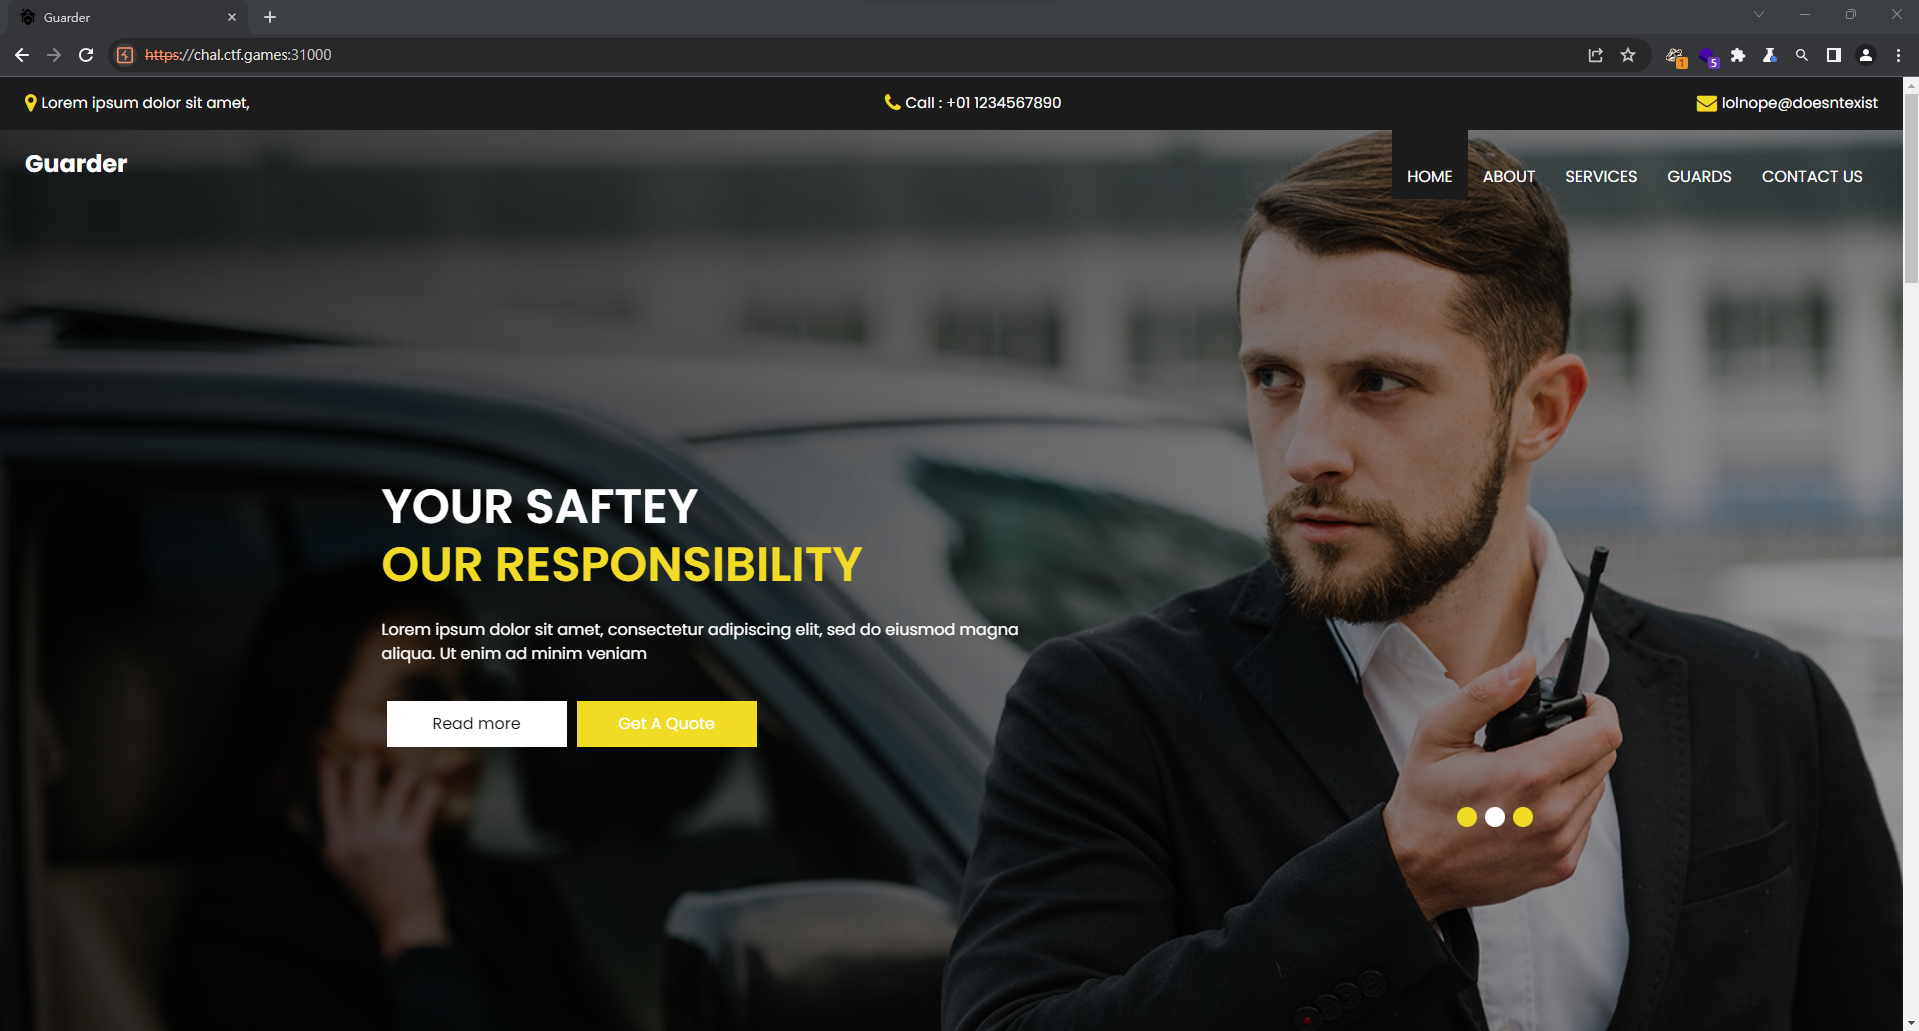 Guarder
https://chal.ctf.games:31000
1
5
Lorem ipsum dolor sit amet,
Call : +01 1234567890
lolnope@doesntexist
Guarder
HOME
ABOUT
SERVICES
GUARDS
CONTACT US
YOUR SAFTEY
OUR RESPONSIBILITY
Lorem ipsum dolor sit amet, consectetur adipiscing elit, sed do eiusmod magna
aliqua. Ut enim ad minim veniam
Read more
Get A Quote